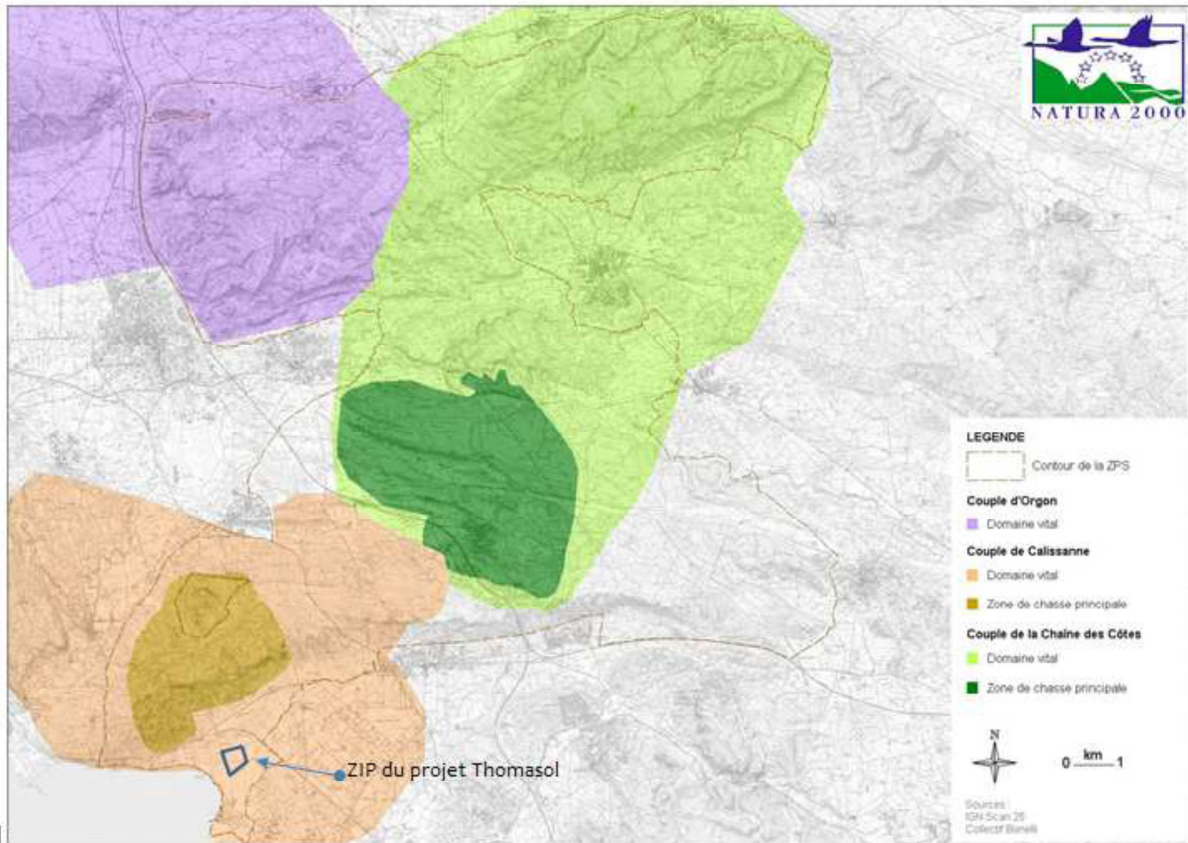 NATURA 2000
LEGENDE
Contour de la ZPS
Couple d'Orgon
Domaine vital
Couple de Calissanne
Domaine vital
Zone de chasse principale
Couple de la Chaîne des Côtes
Domaine vital
Zone de chasse principale
N
0 km 1
Sources :
IGN Scan 25
Collectif Bonelli
ZIP du projet Thomasol